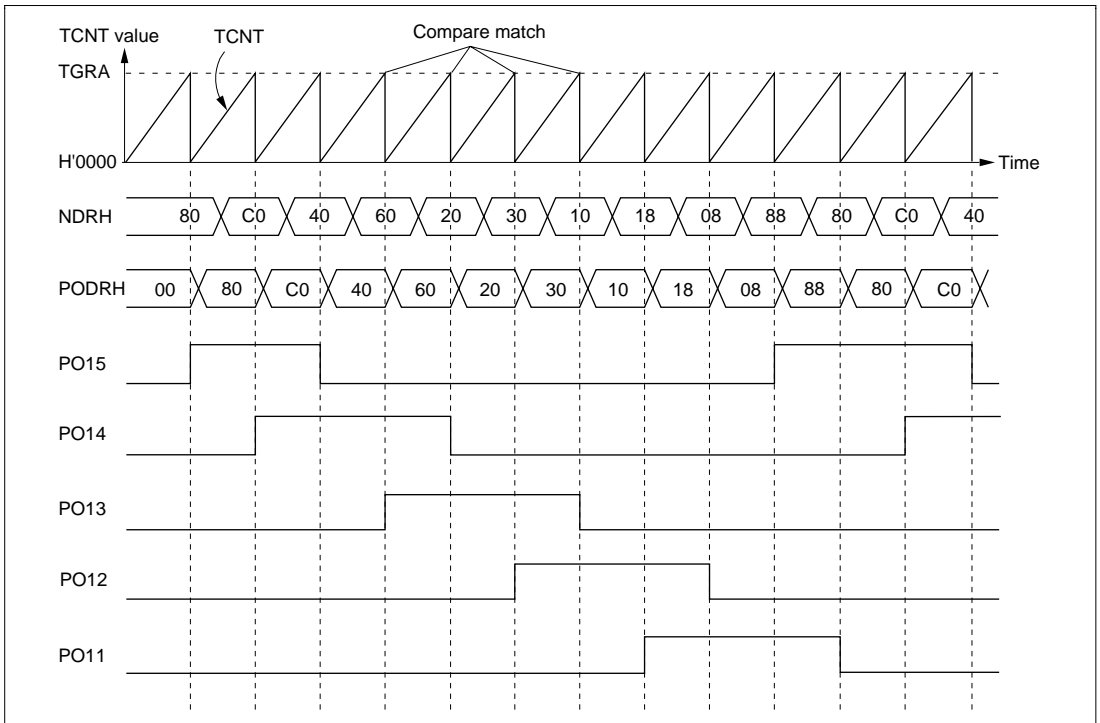 TCNT value
TCNT
Compare match
TGRA
H'0000
Time
NDRH 80 C0 40 60 20 30 10 18 08 88 80 C0 40
PODRH 00 80 C0 40 60 20 30 10 18 08 88 80 C0
PO15
PO14
PO13
PO12
PO11